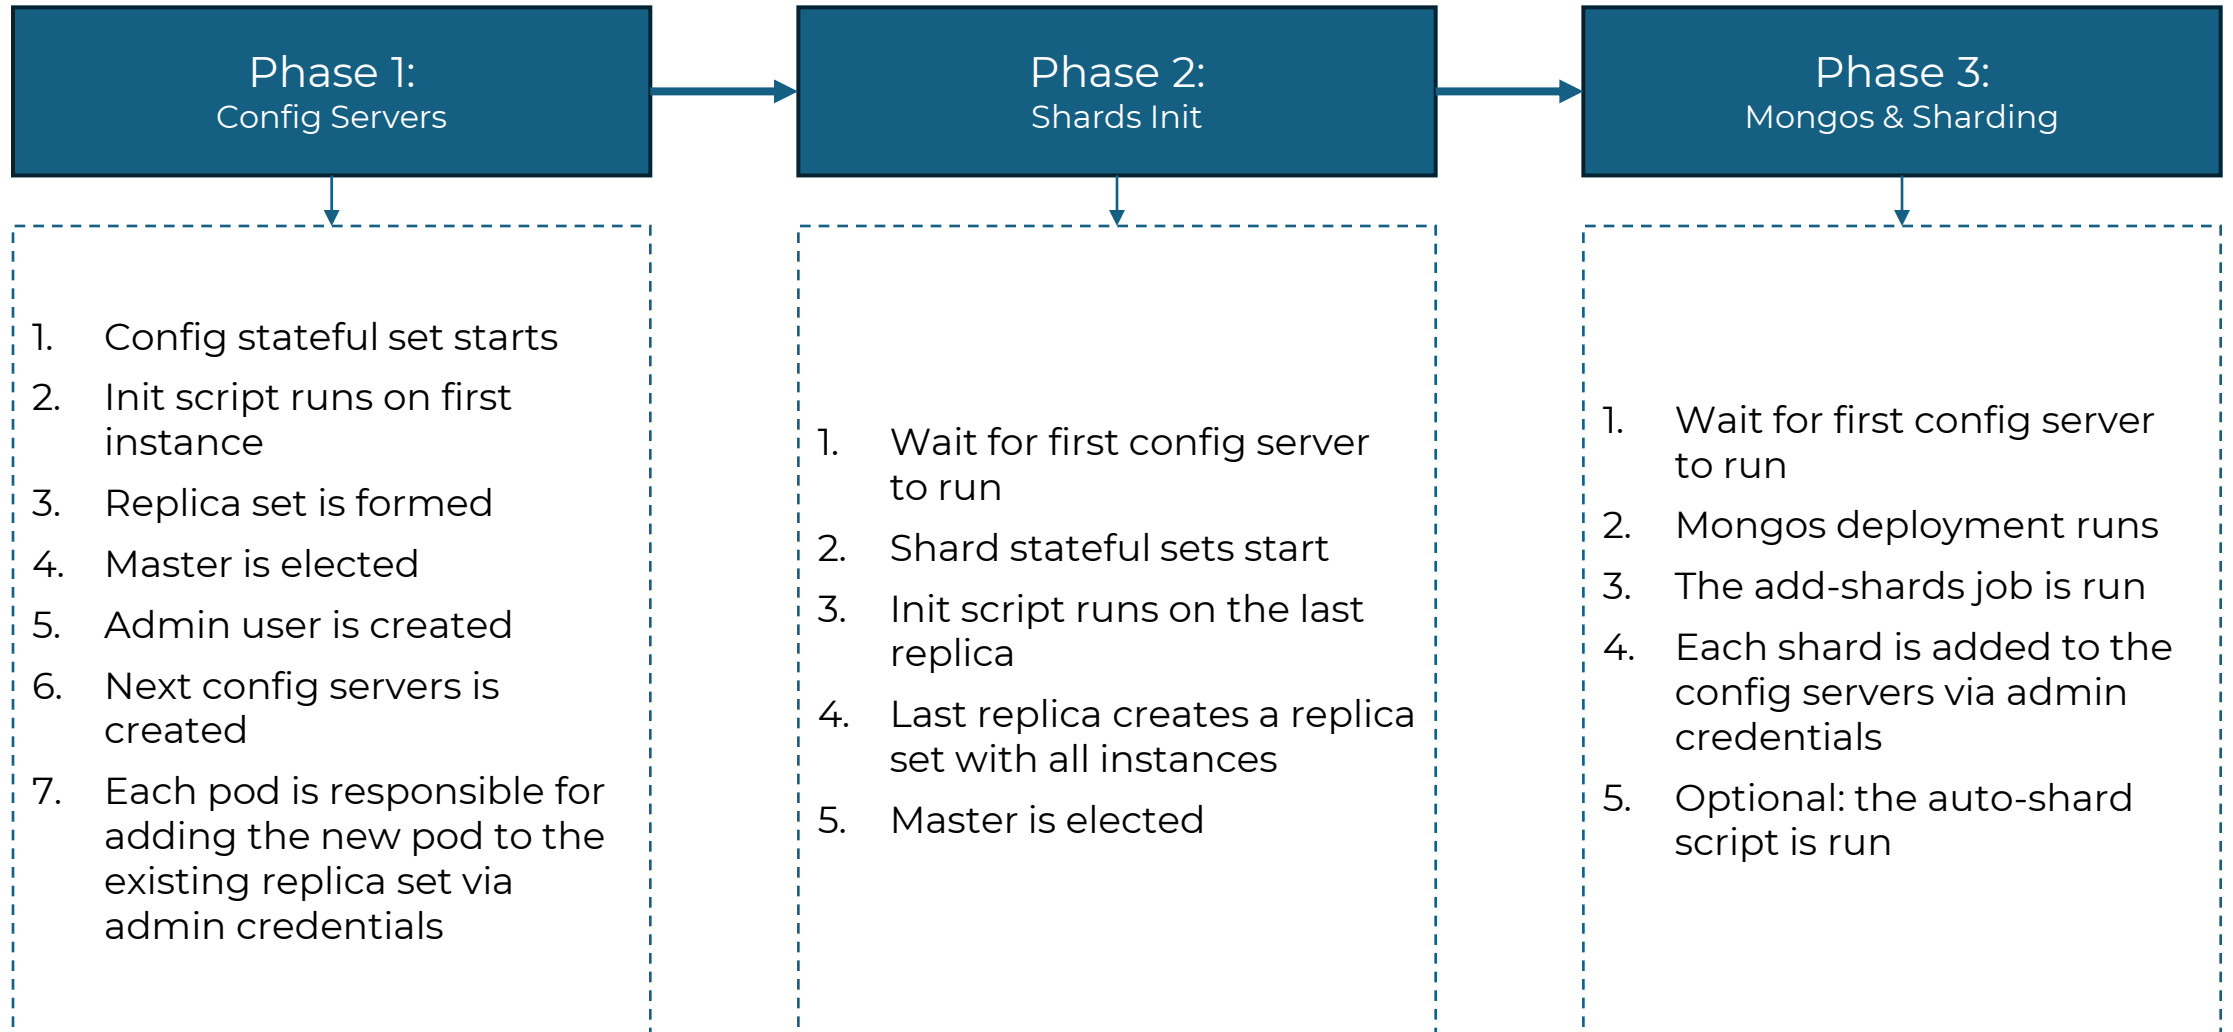 Phase 1:
Config Servers
Phase 2:
Shards Init
Phase 3:
Mongos & Sharding
1. Config stateful set starts
2. Init script runs on first
instance
3. Replica set is formed
4. Master is elected
5. Admin user is created
6. Next config servers is
created
7. Each pod is responsible for
adding the new pod to the
existing replica set via
admin credentials
1. Wait for first config server
to run
2. Shard stateful sets start
3. Init script runs on the last
replica
4. Last replica creates a replica
set with all instances
5. Master is elected
1. Wait for first config server
to run
2. Mongos deployment runs
3. The add-shards job is run
4. Each shard is added to the
config servers via admin
credentials
5. Optional: the auto-shard
script is run